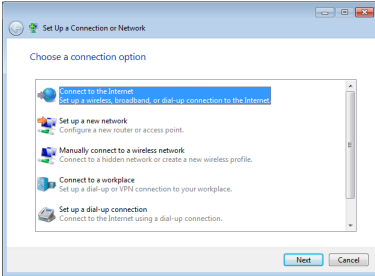 Set Up a Connection or Network
Choose a connection option
Connect to the Internet
Set up a wireless, broadband, or dial-up connection to the Internet.
Set up a new network
Configure a new router or access point.
Manually connect to a wireless network
Connect to a hidden network or create a new wireless profile.
Connect to a workplace
Set up a dial-up or VPN connection to your workplace.
Set up a dial-up connection
Connect to the Internet using a dial-up connection.
Next
Cancel